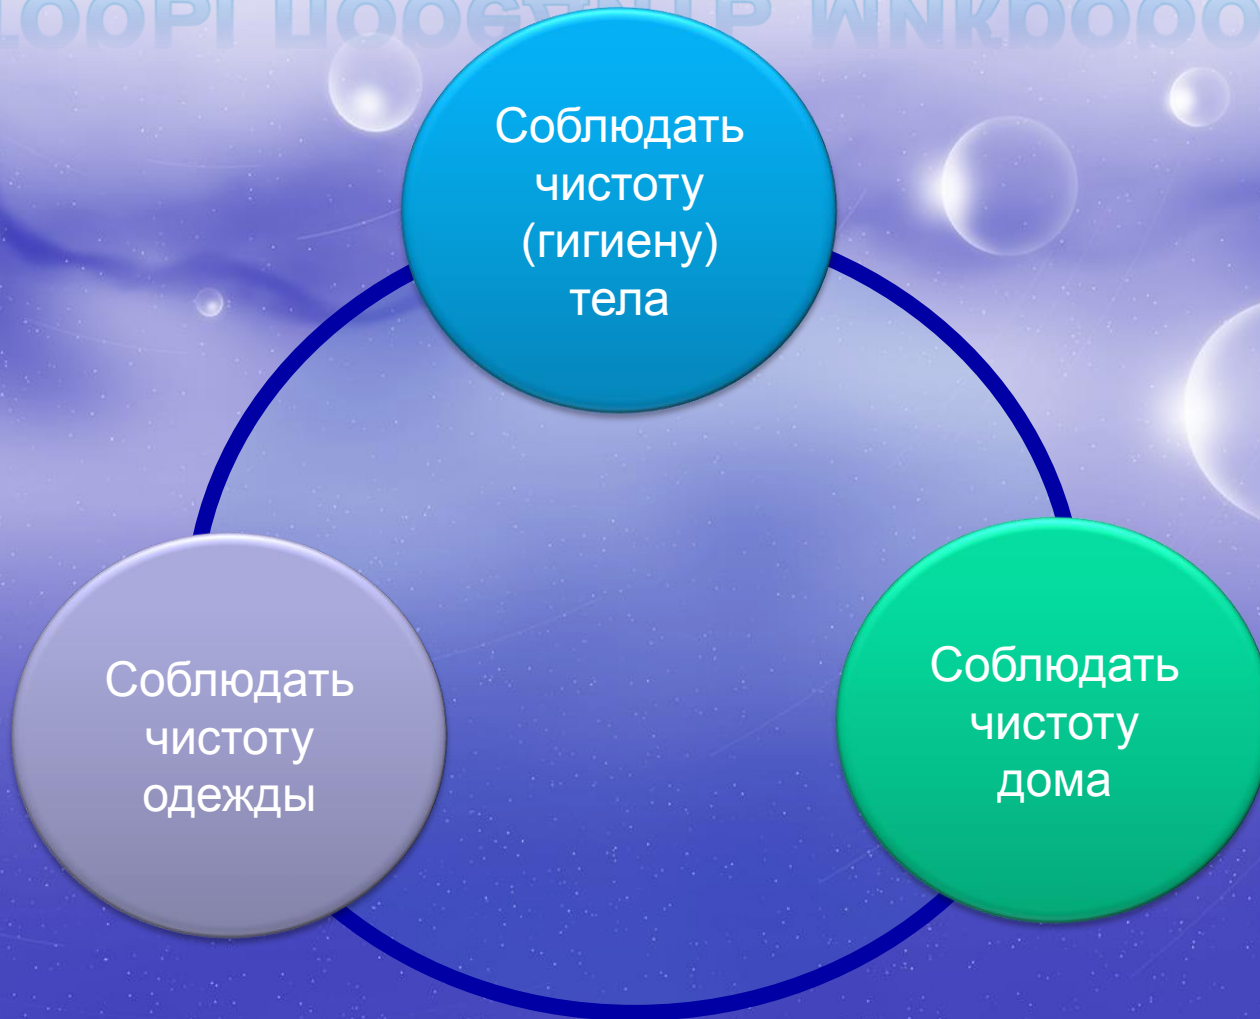 Соблюдать
чистоту
(гигиену)
тела
Соблюдать
чистоту
одежды
Соблюдать
чистоту
дома